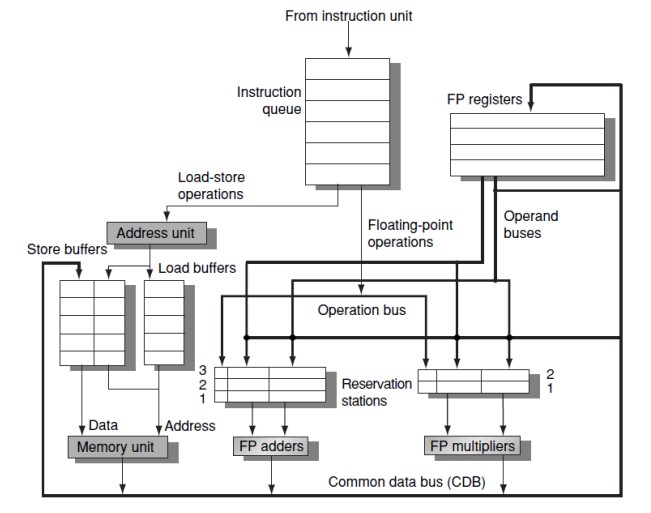 From instruction unit
Instruction
queue
FP registers
Load-store
operations
Address unit
Floating-point
operations
Operand
buses
Store buffers
Load buffers
Operation bus
3
2
1
Reservation
stations
2
1
Data
Address
Memory unit
FP adders
FP multipliers
Common data bus (CDB)